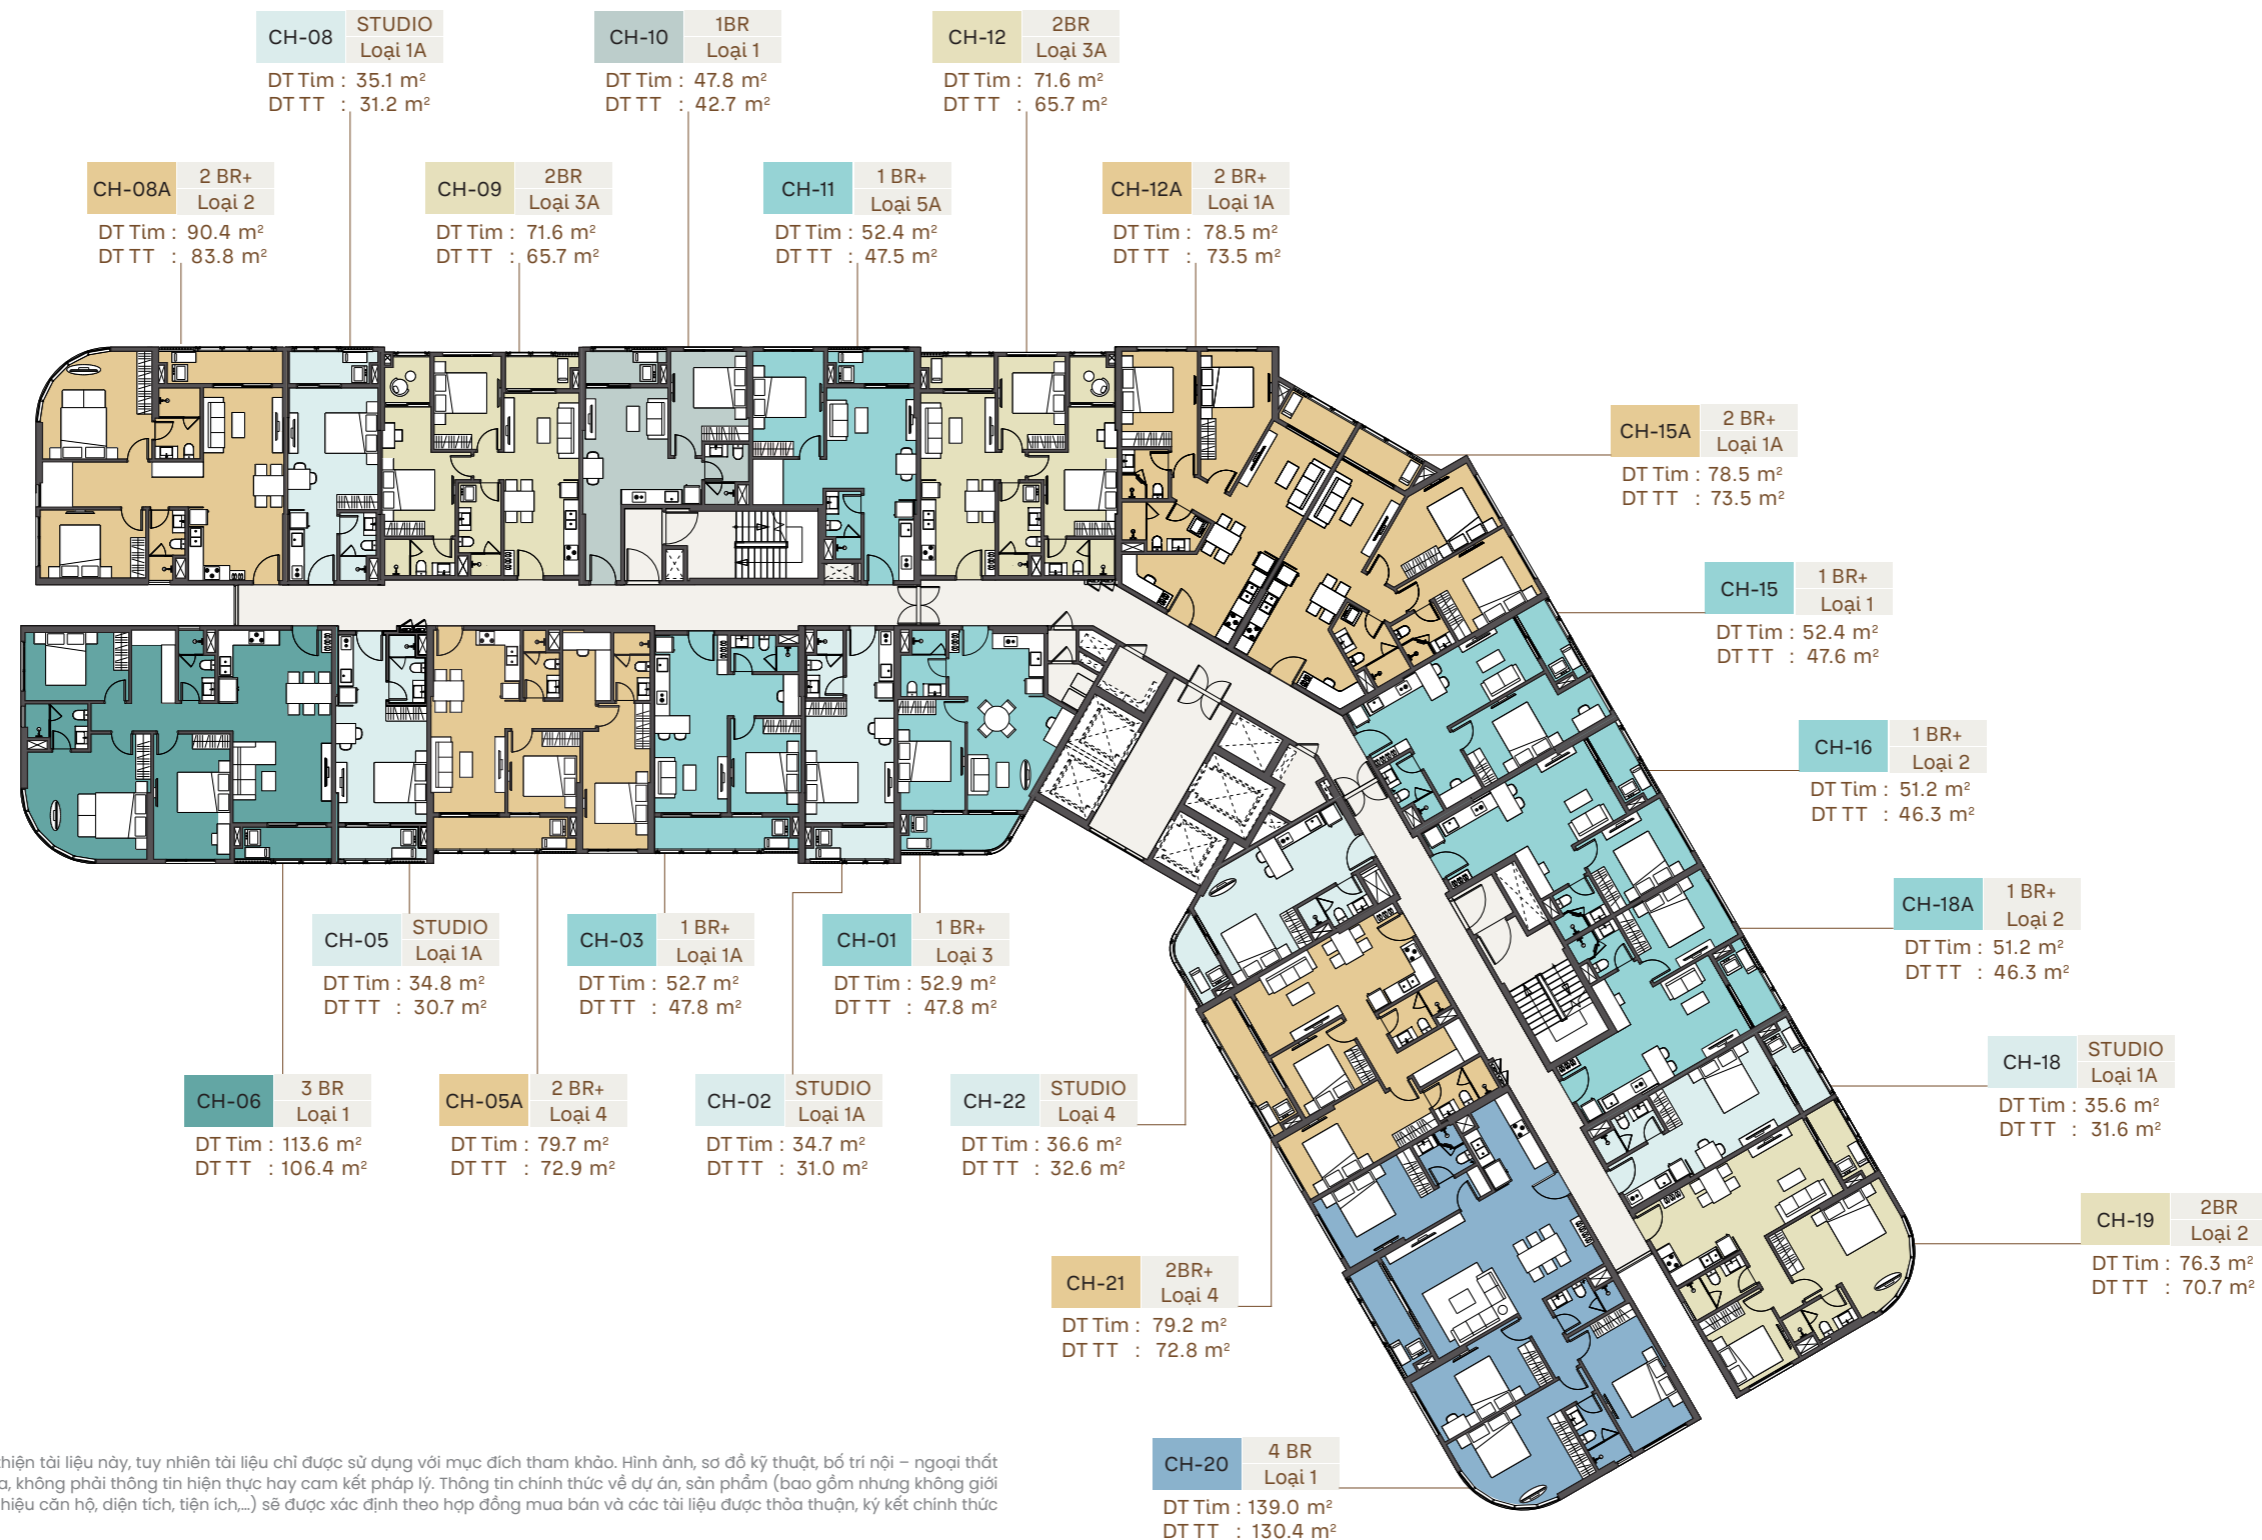 CH-08
STUDIO
Loại 1A
DT Tim : 35.1 m²
DT TT : 31.2 m²
CH-10
1BR
Loại 1
DT Tim : 47.8 m²
DT TT : 42.7 m²
CH-12
2BR
Loại 3A
DT Tim : 71.6 m²
DT TT : 65.7 m²
CH-08A
2 BR+
Loại 2
DT Tim : 90.4 m²
DT TT : 83.8 m²
CH-09
2BR
Loại 3A
DT Tim : 71.6 m²
DT TT : 65.7 m²
CH-11
1 BR+
Loại 5A
DT Tim : 52.4 m²
DT TT : 47.5 m²
CH-12A
2 BR+
Loại 1A
DT Tim : 78.5 m²
DT TT : 73.5 m²
CH-15A
2 BR+
Loại 1A
DT Tim : 78.5 m²
DT TT : 73.5 m²
CH-15
1 BR+
Loại 1
DT Tim : 52.4 m²
DT TT : 47.6 m²
CH-16
1 BR+
Loại 2
DT Tim : 51.2 m²
DT TT : 46.3 m²
CH-18A
1 BR+
Loại 2
DT Tim : 51.2 m²
DT TT : 46.3 m²
CH-05
STUDIO
Loại 1A
DT Tim : 34.8 m²
DT TT : 30.7 m²
CH-03
1 BR+
Loại 1A
DT Tim : 52.7 m²
DT TT : 47.8 m²
CH-01
1 BR+
Loại 3
DT Tim : 52.9 m²
DT TT : 47.8 m²
CH-18
STUDIO
Loại 1A
DT Tim : 35.6 m²
DT TT : 31.6 m²
CH-06
3 BR
Loại 1
DT Tim : 113.6 m²
DT TT : 106.4 m²
CH-05A
2 BR+
Loại 4
DT Tim : 79.7 m²
DT TT : 72.9 m²
CH-02
STUDIO
Loại 1A
DT Tim : 34.7 m²
DT TT : 31.0 m²
CH-22
STUDIO
Loại 4
DT Tim : 36.6 m²
DT TT : 32.6 m²
CH-19
2BR
Loại 2
DT Tim : 76.3 m²
DT TT : 70.7 m²
CH-21
2BR+
Loại 4
DT Tim : 79.2 m²
DT TT : 72.8 m²
CH-20
4 BR
Loại 1
DT Tim : 139.0 m²
DT TT : 130.4 m²
thiện tài liệu này, tuy nhiên tài liệu chỉ được sử dụng với mục đích tham khảo. Hình ảnh, sơ đồ kỹ thuật, bố trí nội – ngoại thất
a, không phải thông tin hiện thực hay cam kết pháp lý. Thông tin chính thức về dự án, sản phẩm (bao gồm nhưng không giới
hiệu căn hộ, diện tích, tiện ích,...) sẽ được xác định theo hợp đồng mua bán và các tài liệu được thỏa thuận, ký kết chính thức